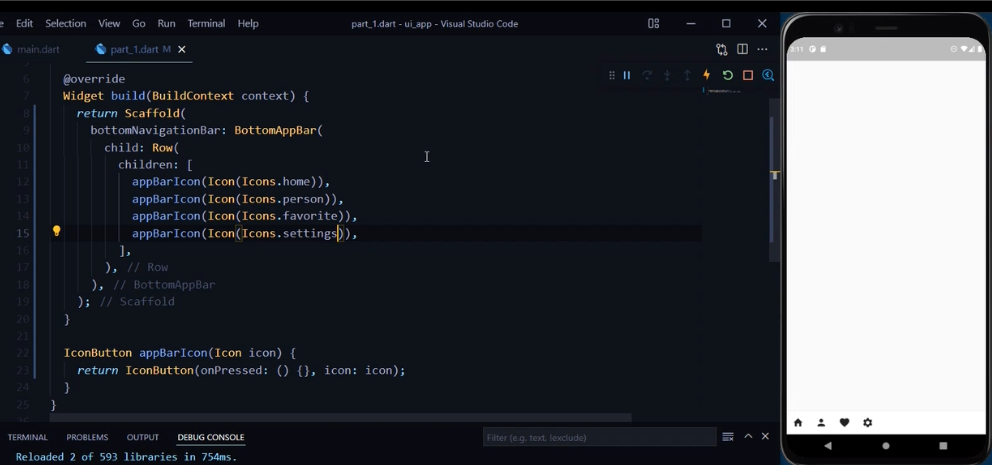 Edit Selection View Go Run Terminal Help part_1.dart - ui_app - Visual Studio Code
main.dart part_1.dart M
3:11
6 @override
7 Widget build(BuildContext context) {
8 return Scaffold(
9 bottomNavigationBar: BottomAppBar(
10 child: Row(
11 children: [
12 appBarIcon(Icon(Icons.home)),
13 appBarIcon(Icon(Icons.person)),
14 appBarIcon(Icon(Icons.favorite)),
15 appBarIcon(Icon(Icons.settings)),
16 ],
17 ), // Row
18 ), // BottomAppBar
19 ); // Scaffold
20 }
21
22 IconButton appBarIcon(Icon icon) {
23 return IconButton(onPressed: () {}, icon: icon);
24 }
25 }
TERMINAL PROBLEMS OUTPUT DEBUG CONSOLE Filter (e.g. text, !exclude)
Reloaded 2 of 593 libraries in 754ms.